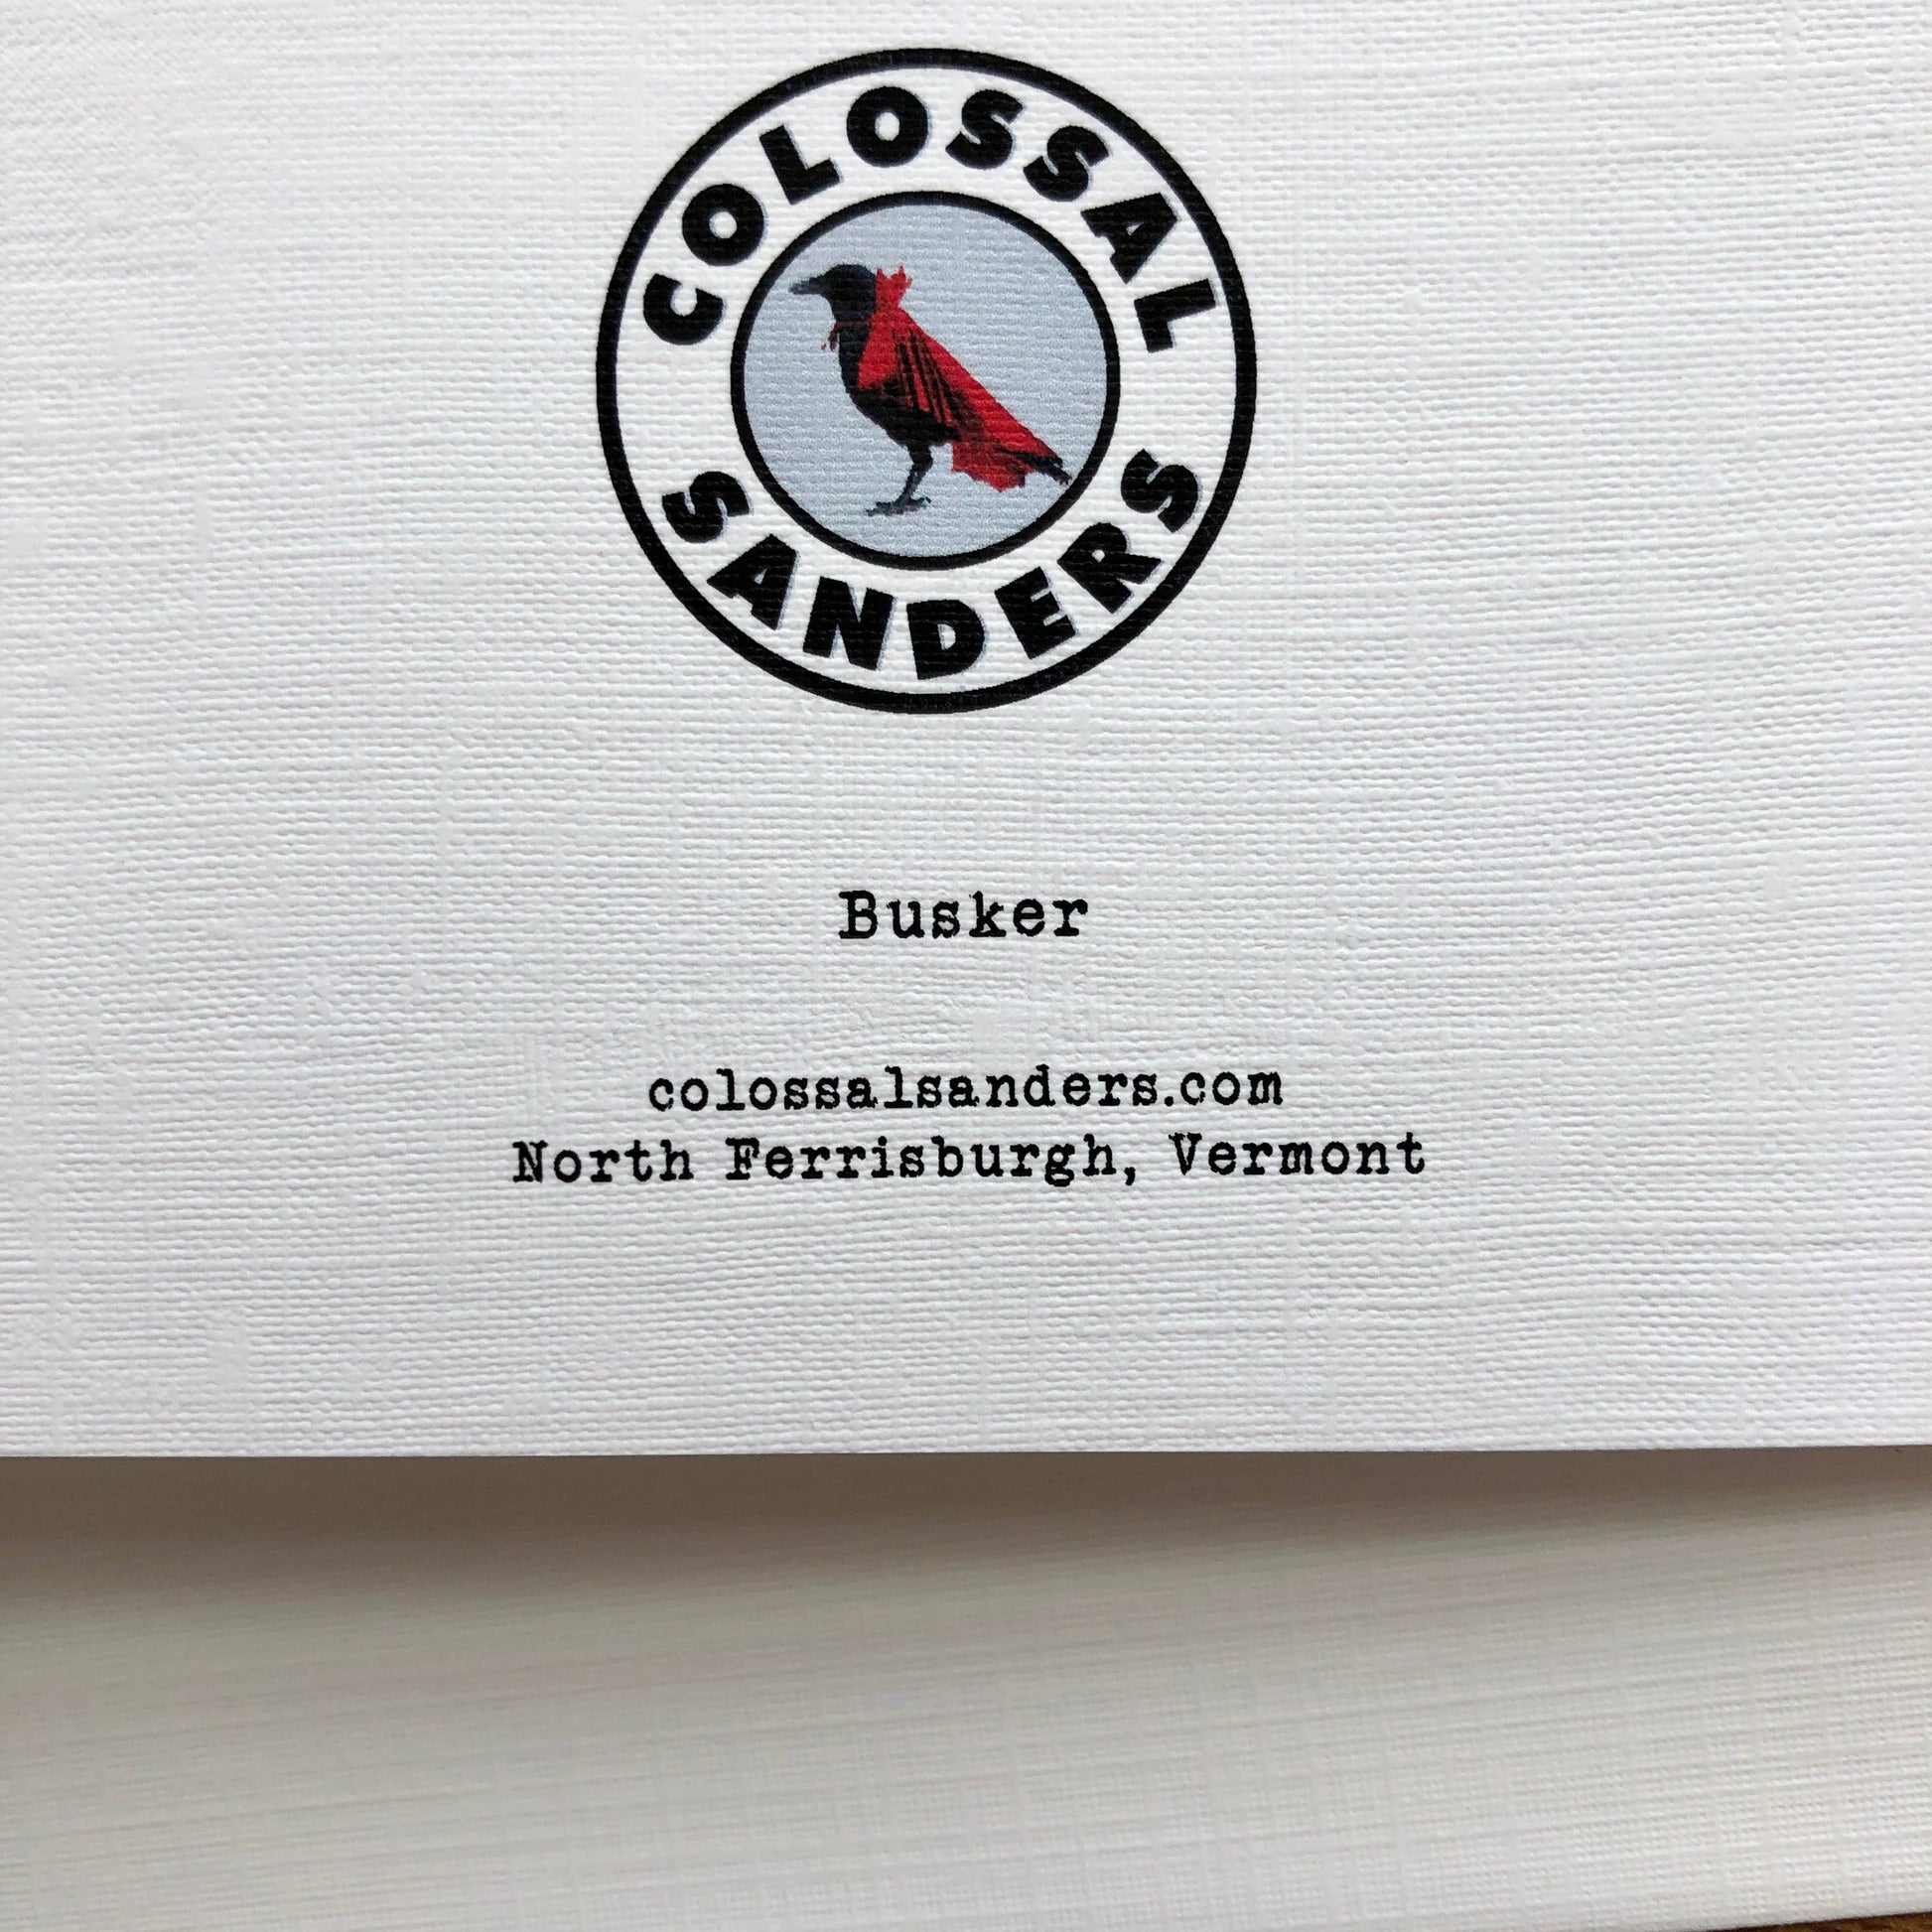 COLOSSAL
SANDERS
Busker
colossalsanders.com
North Ferrisburgh, Vermont